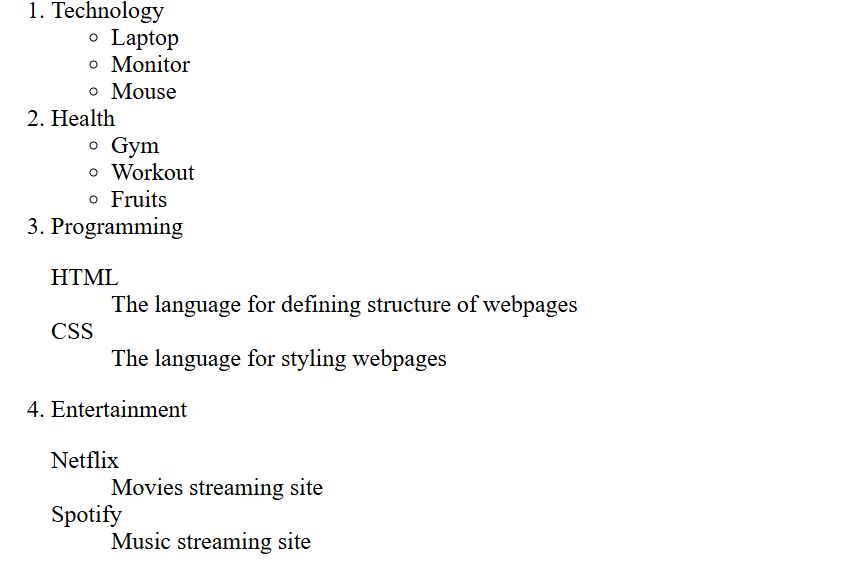 1. Technology
◦ Laptop
◦ Monitor
◦ Mouse
2. Health
◦ Gym
◦ Workout
◦ Fruits
3. Programming
HTML
The language for defining structure of webpages
CSS
The language for styling webpages
4. Entertainment
Netflix
Movies streaming site
Spotify
Music streaming site